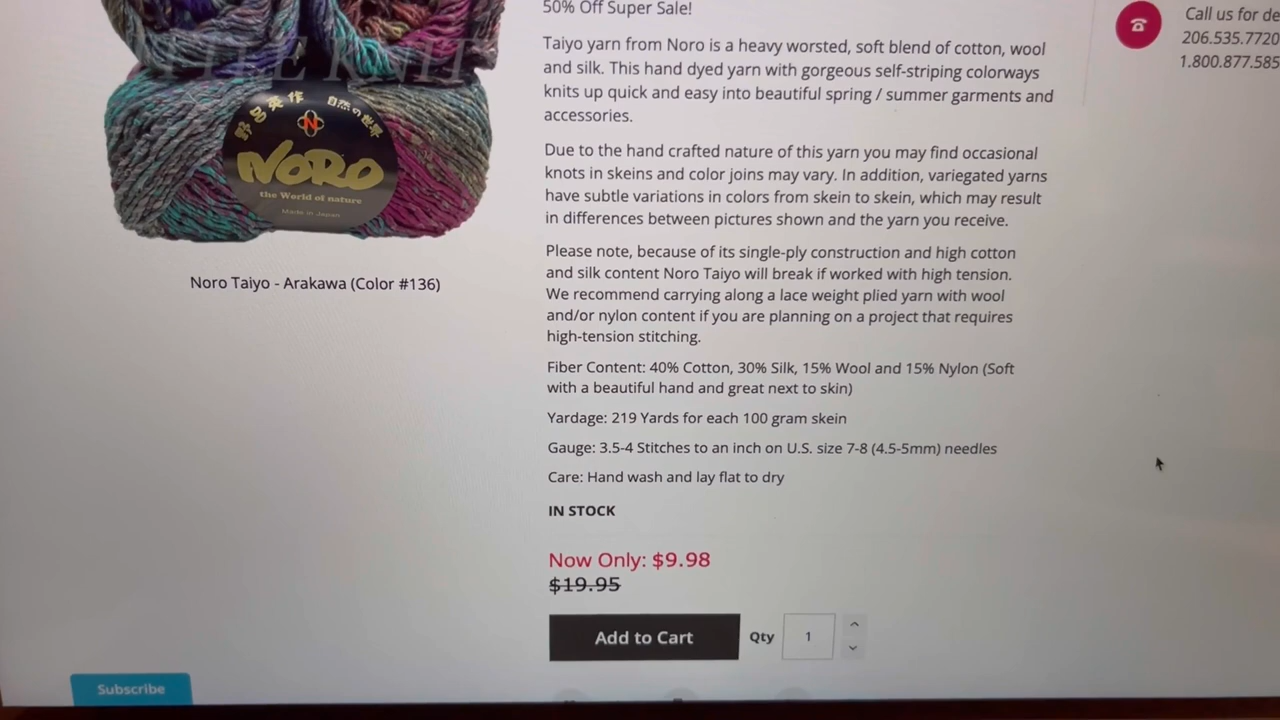 50% Off Super Sale!
Taiyo yarn from Noro is a heavy worsted, soft blend of cotton, wool
and silk. This hand dyed yarn with gorgeous self-striping colorways
knits up quick and easy into beautiful spring / summer garments and
accessories.
Due to the hand crafted nature of this yarn you may find occasional
knots in skeins and color joins may vary. In addition, variegated yarns
have subtle variations in colors from skein to skein, which may result
in differences between pictures shown and the yarn you receive.
Please note, because of its single-ply construction and high cotton
and silk content Noro Taiyo will break if worked with high tension.
We recommend carrying along a lace weight plied yarn with wool
and/or nylon content if you are planning on a project that requires
high-tension stitching.
Fiber Content: 40% Cotton, 30% Silk, 15% Wool and 15% Nylon (Soft
with a beautiful hand and great next to skin)
Yardage: 219 Yards for each 100 gram skein
Gauge: 3.5-4 Stitches to an inch on U.S. size 7-8 (4.5-5mm) needles
Care: Hand wash and lay flat to dry
IN STOCK
Now Only: $9.98
$19.95
Add to Cart
Qty
1
野呂英作
自然の世界
N
NORO
the World of nature
Made in Japan
Noro Taiyo - Arakawa (Color #136)
Subscribe
Call us for de
206.535.7720
1.800.877.585